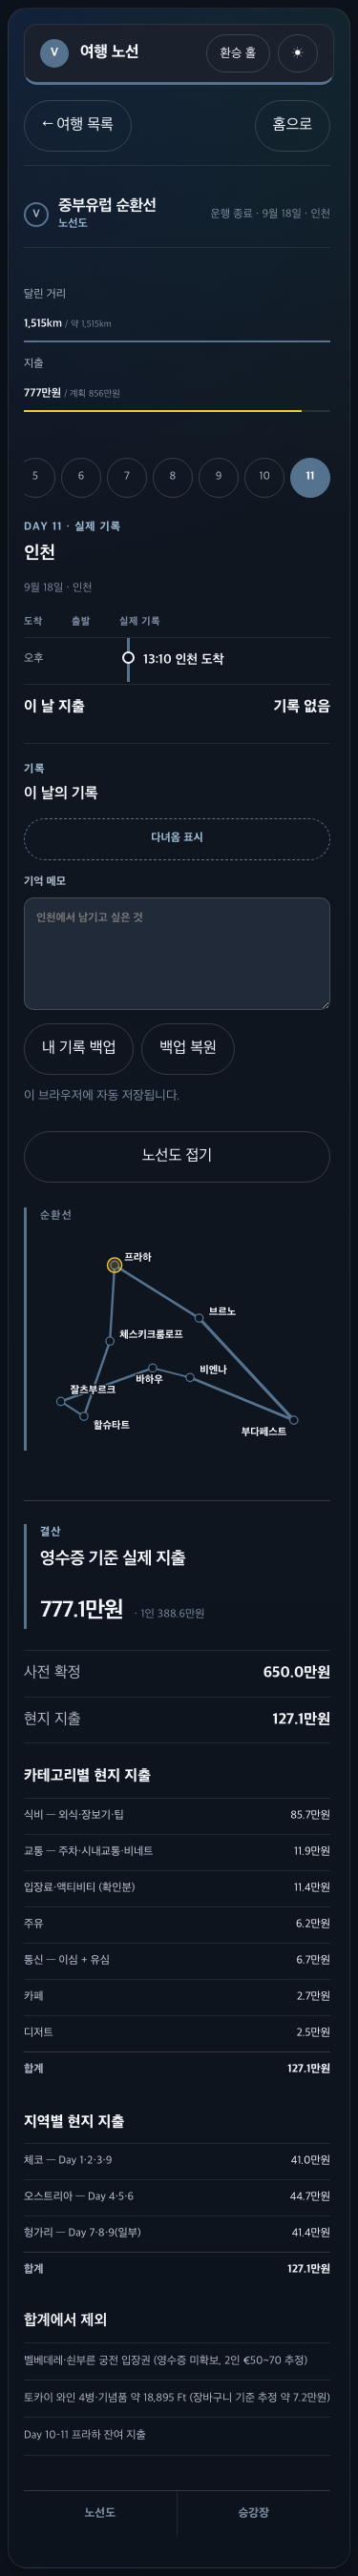 V 여행 노선 환승 홀 ☀
← 여행 목록 홈으로
V 중부유럽 순환선
노선도
운행 종료 · 9월 18일 · 인천
달린 거리
1,515km / 약 1,515km
지출
777만원 / 계획 856만원
5 6 7 8 9 10 11
DAY 11 · 실제 기록
인천
9월 18일 · 인천
도착 출발 실제 기록
오후 13:10 인천 도착
이 날 지출 기록 없음
기록
이 날의 기록
다녀옴 표시
기억 메모
인천에서 남기고 싶은 것
내 기록 백업 백업 복원
이 브라우저에 자동 저장됩니다.
노선도 접기
순환선
프라하
브르노
체스키크룸로프
비엔나
바하우
잘츠부르크
할슈타트
부다페스트
결산
영수증 기준 실제 지출
777.1만원 · 1인 388.6만원
사전 확정 650.0만원
현지 지출 127.1만원
카테고리별 현지 지출
식비 — 외식·장보기·팁 85.7만원
교통 — 주차·시내교통·비네트 11.9만원
입장료·액티비티 (확인분) 11.4만원
주유 6.2만원
통신 — 이심 + 유심 6.7만원
카페 2.7만원
디저트 2.5만원
합계 127.1만원
지역별 현지 지출
체코 — Day 1·2·3·9 41.0만원
오스트리아 — Day 4·5·6 44.7만원
헝가리 — Day 7·8·9(일부) 41.4만원
합계 127.1만원
합계에서 제외
벨베데레·쇤부른 궁전 입장권 (영수증 미확보, 2인 €50~70 추정)
토카이 와인 4병·기념품 약 18,895 Ft (장바구니 기준 추정 약 7.2만원)
Day 10-11 프라하 잔여 지출
노선도 승강장